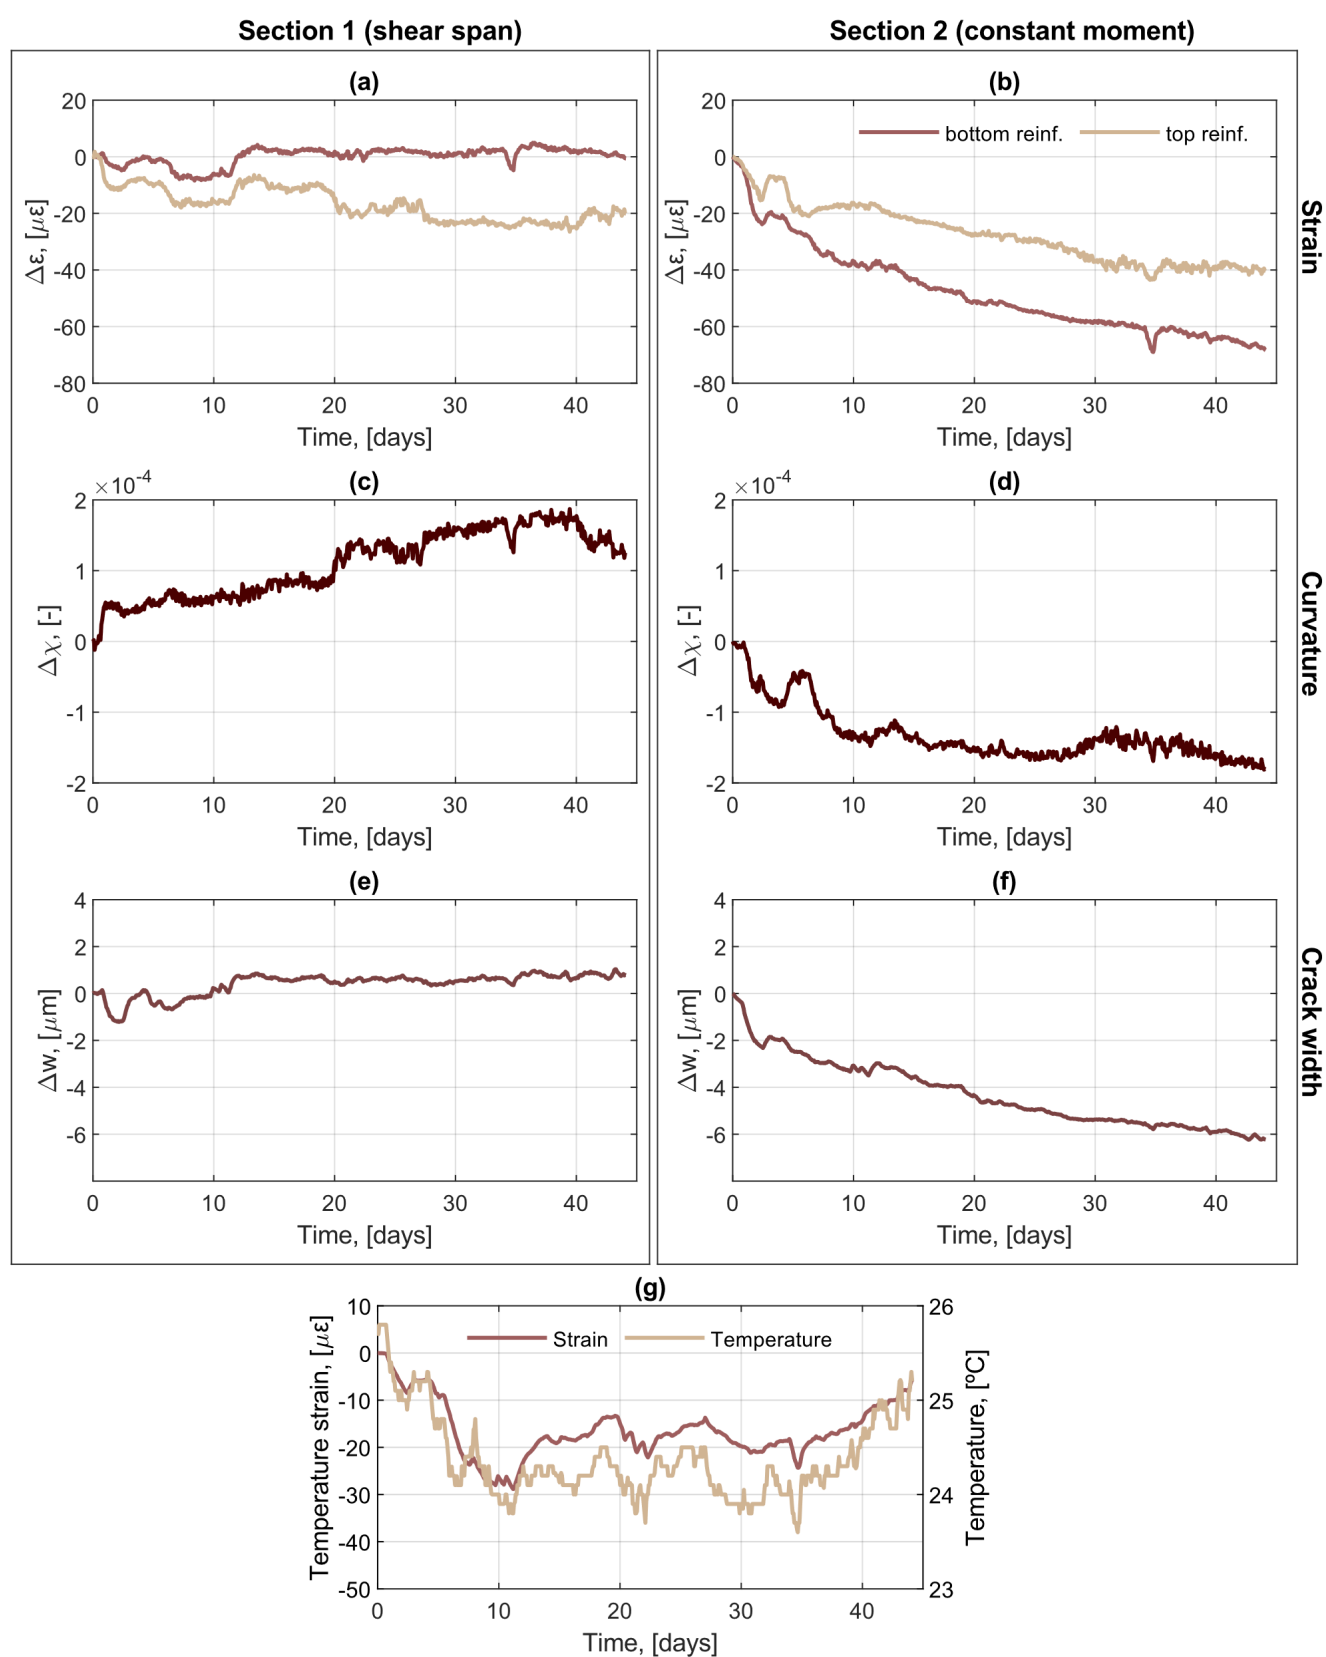 Section 1 (shear span)
Section 2 (constant moment)
(a)
20
0
-20
-40
-60
-80
Δε, [με]
0 10 20 30 40
Time, [days]
(b)
bottom reinf. top reinf.
20
0
-20
-40
-60
-80
Δε, [με]
0 10 20 30 40
Time, [days]
Strain
(c)
×10-4
2
1
0
-1
-2
Δχ, [-]
0 10 20 30 40
Time, [days]
(d)
×10-4
2
1
0
-1
-2
Δχ, [-]
0 10 20 30 40
Time, [days]
Curvature
(e)
4
2
0
-2
-4
-6
Δw, [μm]
0 10 20 30 40
Time, [days]
(f)
4
2
0
-2
-4
-6
Δw, [μm]
0 10 20 30 40
Time, [days]
Crack width
(g)
Strain Temperature
10
0
-10
-20
-30
-40
-50
Temperature strain, [με]
26
25
24
23
Temperature, [ºC]
0 10 20 30 40
Time, [days]